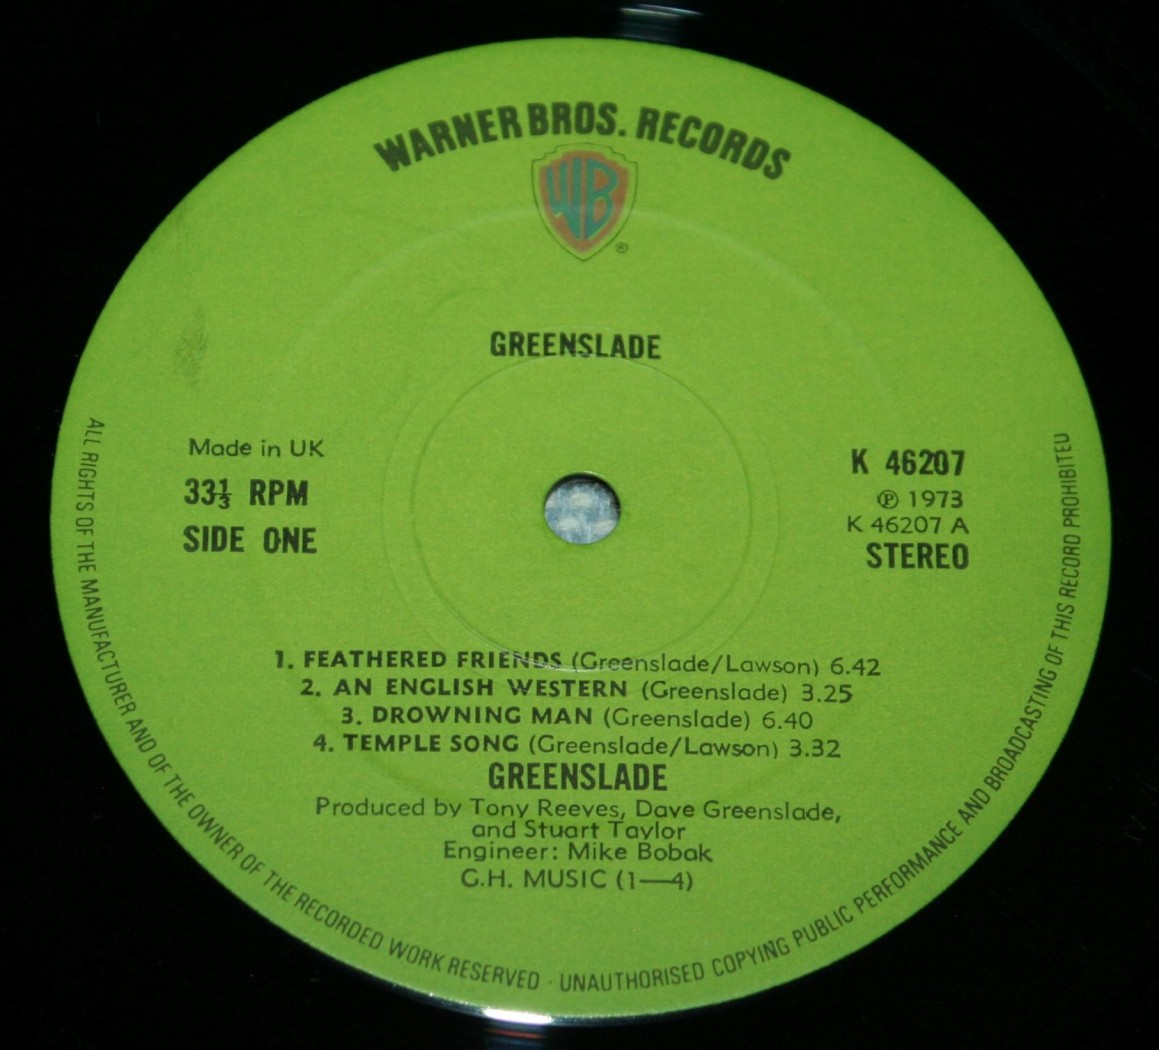 WARNER BROS. RECORDS
WB
®
GREENSLADE
Made in UK
33⅓ RPM
SIDE ONE
K 46207
℗ 1973
K 46207 A
STEREO
1. FEATHERED FRIENDS (Greenslade/Lawson) 6.42
2. AN ENGLISH WESTERN (Greenslade) 3.25
3. DROWNING MAN (Greenslade) 6.40
4. TEMPLE SONG (Greenslade/Lawson) 3.32
GREENSLADE
Produced by Tony Reeves, Dave Greenslade,
and Stuart Taylor
Engineer: Mike Bobak
G.H. MUSIC (1—4)
ALL RIGHTS OF THE MANUFACTURER AND OF THE OWNER OF THE RECORDED WORK RESERVED · UNAUTHORISED COPYING PUBLIC PERFORMANCE AND BROADCASTING OF THIS RECORD PROHIBITED